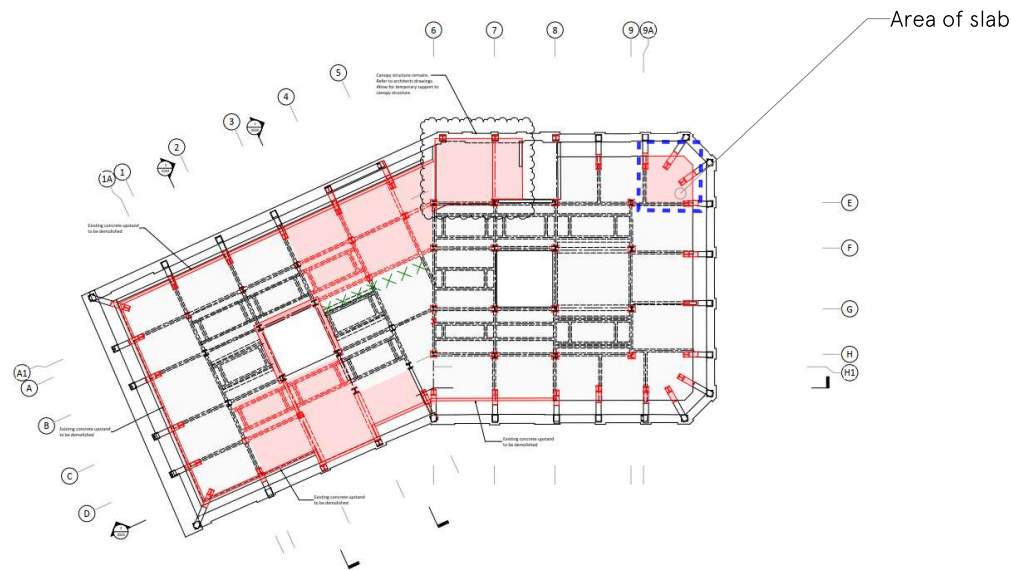 Area of slab
6
7
8
9
9A
5
4
3
2
1
1A
Canopy structure remains.
Refer to architects drawings
Allow for temporary support to
canopy structure
Existing concrete upstand
to be demolished
E
F
G
H
H1
A1
A
B
Existing concrete upstand
to be demolished
Existing concrete upstand
to be demolished
C
D
Existing concrete upstand
to be demolished